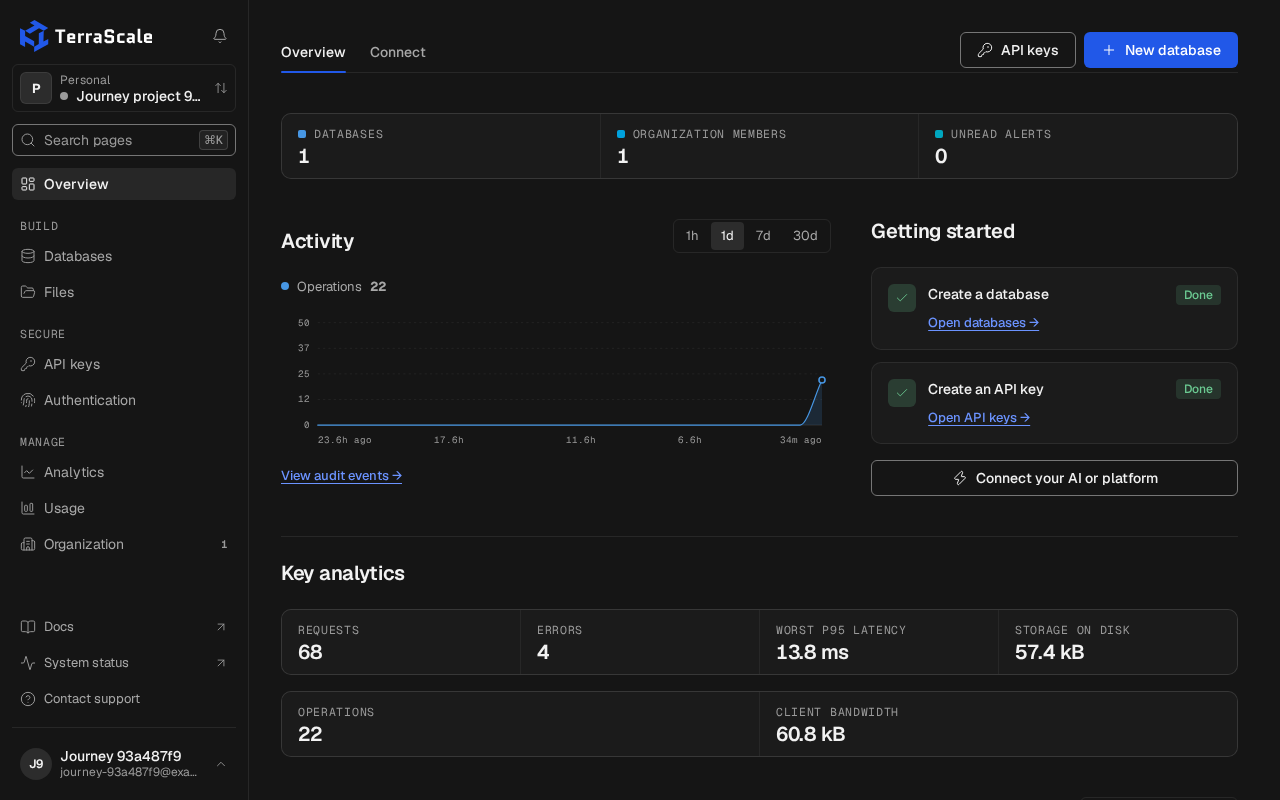 TerraScale
P
Personal
Journey project 9...
Search pages
⌘K
Overview
BUILD
Databases
Files
SECURE
API keys
Authentication
MANAGE
Analytics
Usage
Organization
1
Docs
System status
Contact support
J9
Journey 93a487f9
journey-93a487f9@exa...
Overview
Connect
API keys
New database
DATABASES
1
ORGANIZATION MEMBERS
1
UNREAD ALERTS
0
Activity
1h
1d
7d
30d
Operations 22
50
37
25
12
0
23.6h ago
17.6h
11.6h
6.6h
34m ago
View audit events →
Getting started
Create a database
Done
Open databases →
Create an API key
Done
Open API keys →
Connect your AI or platform
Key analytics
REQUESTS
68
ERRORS
4
WORST P95 LATENCY
13.8 ms
STORAGE ON DISK
57.4 kB
OPERATIONS
22
CLIENT BANDWIDTH
60.8 kB